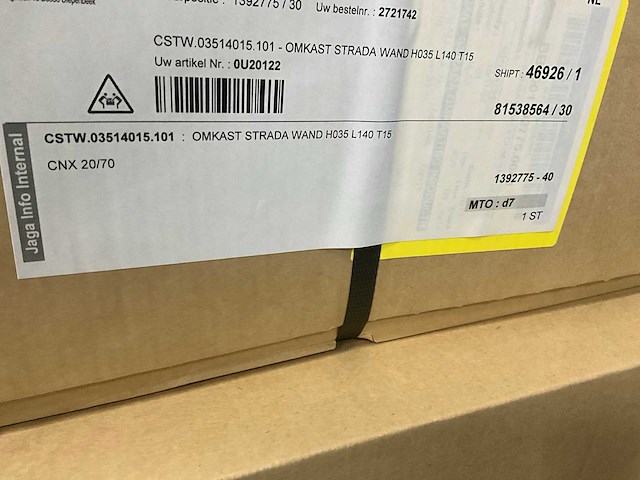 1392775 / 30
Uw bestelnr. : 2721742
NL
CSTW.03514015.101 - OMKAST STRADA WAND H035 L140 T15
Uw artikel Nr. : 0U20122
SHIPT : 46926 / 1
81538564 / 30
CSTW.03514015.101 : OMKAST STRADA WAND H035 L140 T15
CNX 20/70
1392775 - 40
MTO : d7
1 ST
Jaga Info Internal